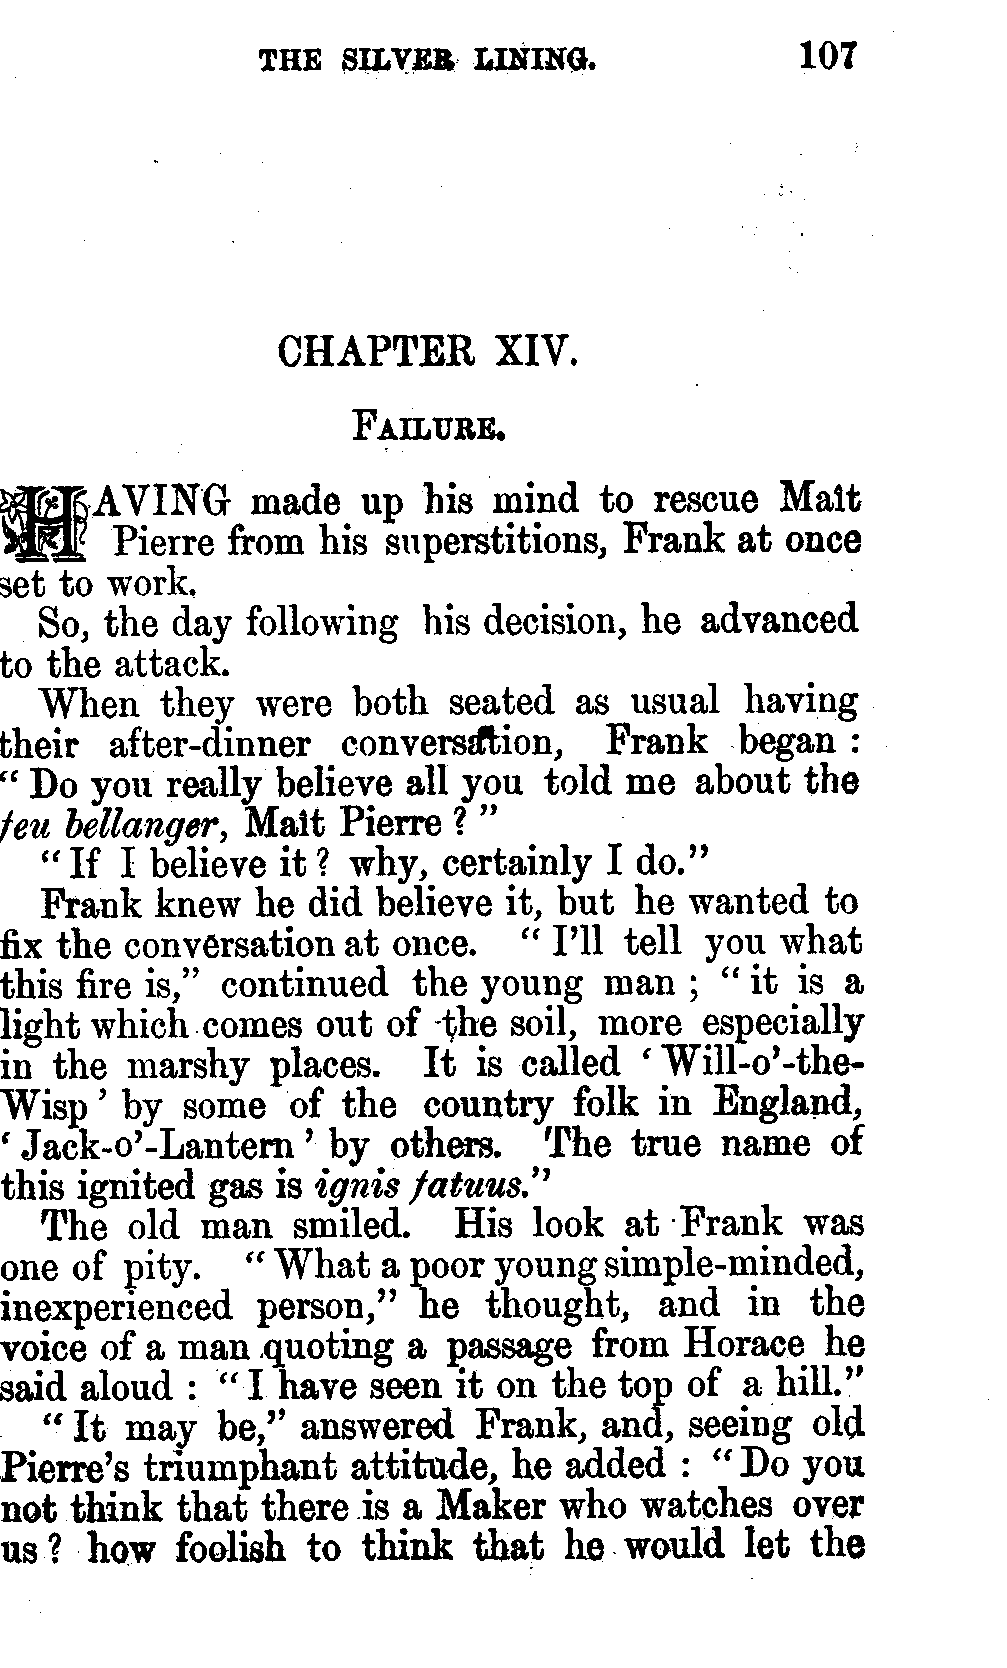 THE SILVER LINING. 107
CHAPTER XIV.
FAILURE.
HAVING made up his mind to rescue Malt
Pierre from his superstitions, Frank at once
set to work.
So, the day following his decision, he advanced
to the attack.
When they were both seated as usual having
their after-dinner conversation, Frank began :
" Do you really believe all you told me about the
feu bellanger, Malt Pierre ? "
" If I believe it ? why, certainly I do."
Frank knew he did believe it, but he wanted to
fix the conversation at once. " I'll tell you what
this fire is," continued the young man ; " it is a
light which comes out of the soil, more especially
in the marshy places. It is called ‘ Will-o'-the-
Wisp ’ by some of the country folk in England,
‘ Jack-o'-Lantern ’ by others. The true name of
this ignited gas is ignis fatuus."
The old man smiled. His look at Frank was
one of pity. " What a poor young simple-minded,
inexperienced person," he thought, and in the
voice of a man quoting a passage from Horace he
said aloud : " I have seen it on the top of a hill."
" It may be," answered Frank, and, seeing old
Pierre's triumphant attitude, he added : " Do you
not think that there is a Maker who watches over
us ? how foolish to think that he would let the